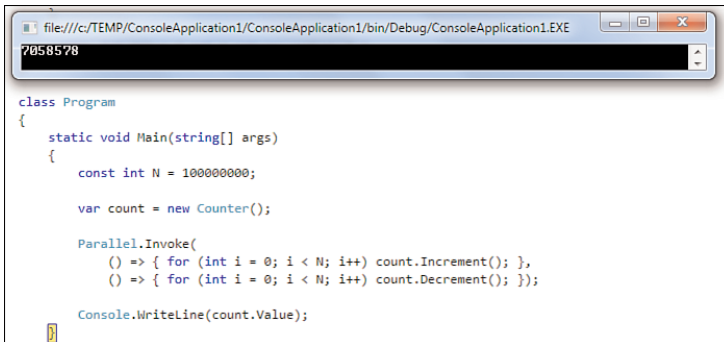 file:///c:/TEMP/ConsoleApplication1/ConsoleApplication1/bin/Debug/ConsoleApplication1.EXE
7058578
class Program
{
    static void Main(string[] args)
    {
        const int N = 100000000;

        var count = new Counter();

        Parallel.Invoke(
            () => { for (int i = 0; i < N; i++) count.Increment(); },
            () => { for (int i = 0; i < N; i++) count.Decrement(); });

        Console.WriteLine(count.Value);
    }